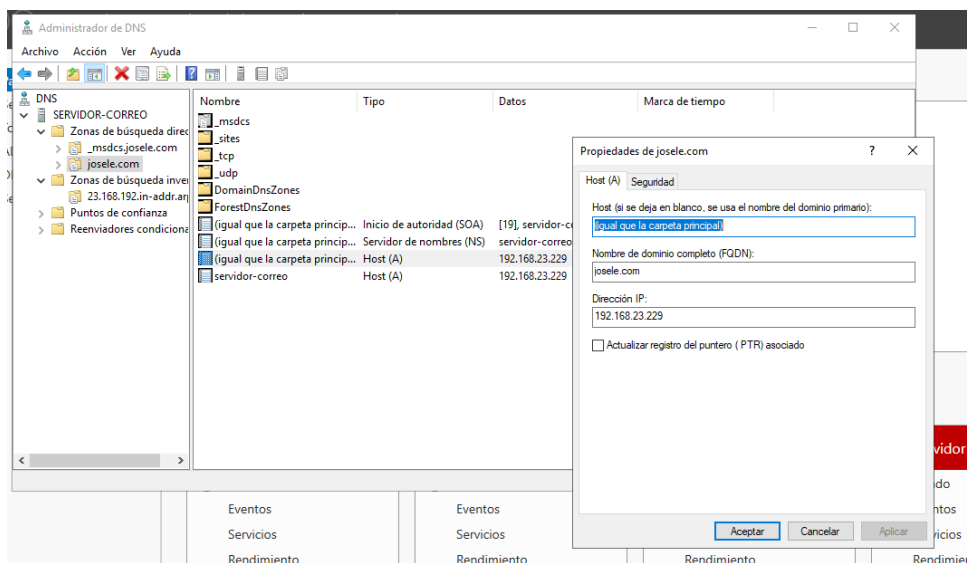 Administrador de DNS
Archivo Acción Ver Ayuda
DNS
SERVIDOR-CORREO
Zonas de búsqueda direc
_msdcs.josele.com
josele.com
Zonas de búsqueda inver
23.168.192.in-addr.arp
Puntos de confianza
Reenviadores condiciona
Nombre Tipo Datos Marca de tiempo
_msdcs
_sites
_tcp
_udp
DomainDnsZones
ForestDnsZones
(igual que la carpeta princip... Inicio de autoridad (SOA) [19], servidor-co
(igual que la carpeta princip... Servidor de nombres (NS) servidor-correo
(igual que la carpeta princip... Host (A) 192.168.23.229
servidor-correo Host (A) 192.168.23.229
Propiedades de josele.com ?
Host (A) Seguridad
Host (si se deja en blanco, se usa el nombre del dominio primario):
(igual que la carpeta principal)
Nombre de dominio completo (FQDN):
josele.com
Dirección IP:
192.168.23.229
Actualizar registro del puntero ( PTR) asociado
Aceptar Cancelar Aplicar
vidor
do
Eventos Eventos ntos
Servicios Servicios vicios
Rendimiento Rendimiento Rendimiento Rendimie